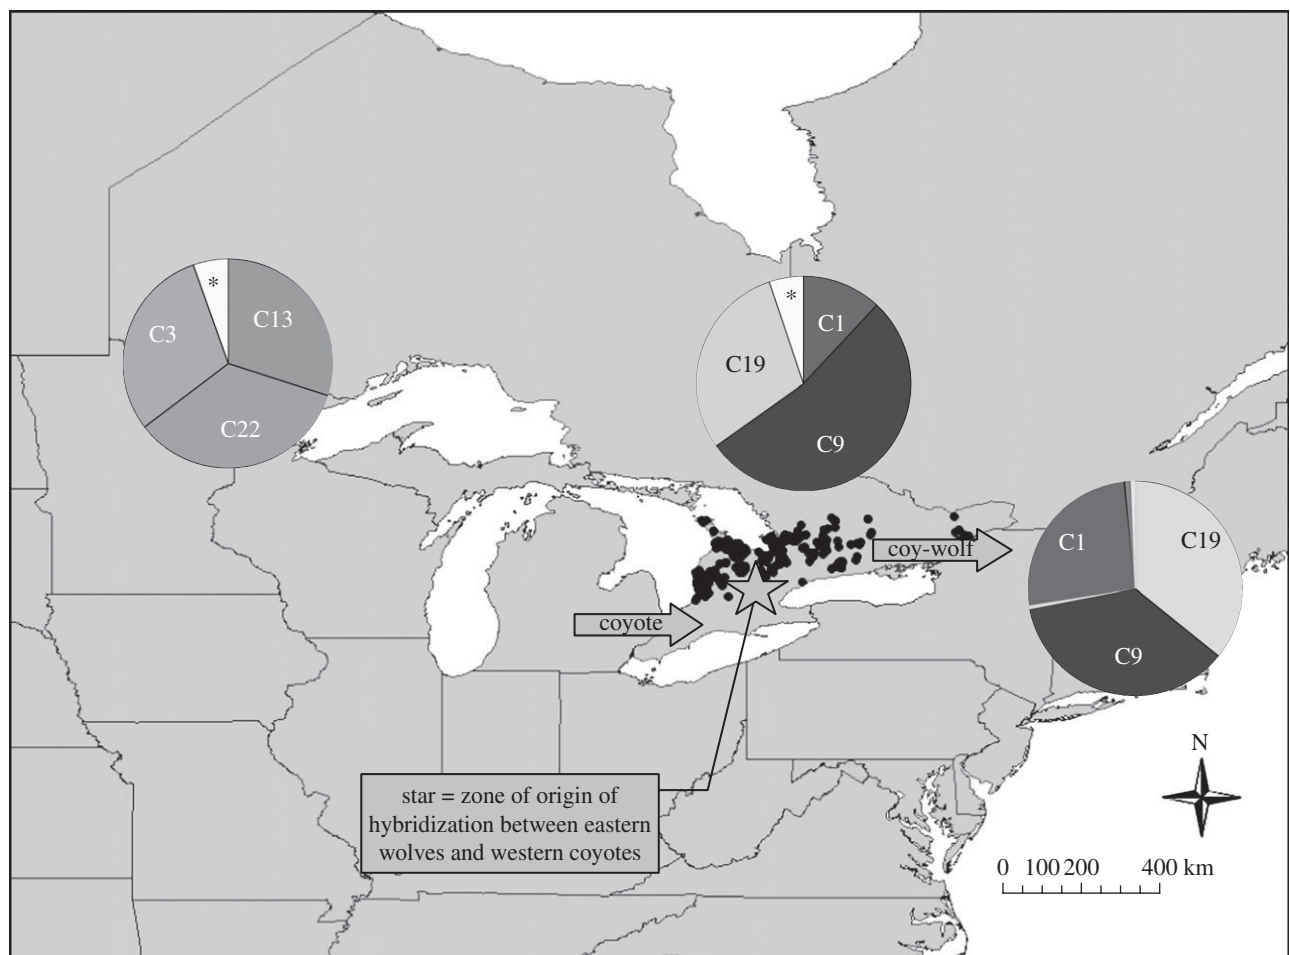 *
C3
C13
C22
*
C1
C19
C9
coy-wolf
C1
C19
C9
coyote
star = zone of origin of
hybridization between eastern
wolves and western coyotes
N
0 100 200 400 km